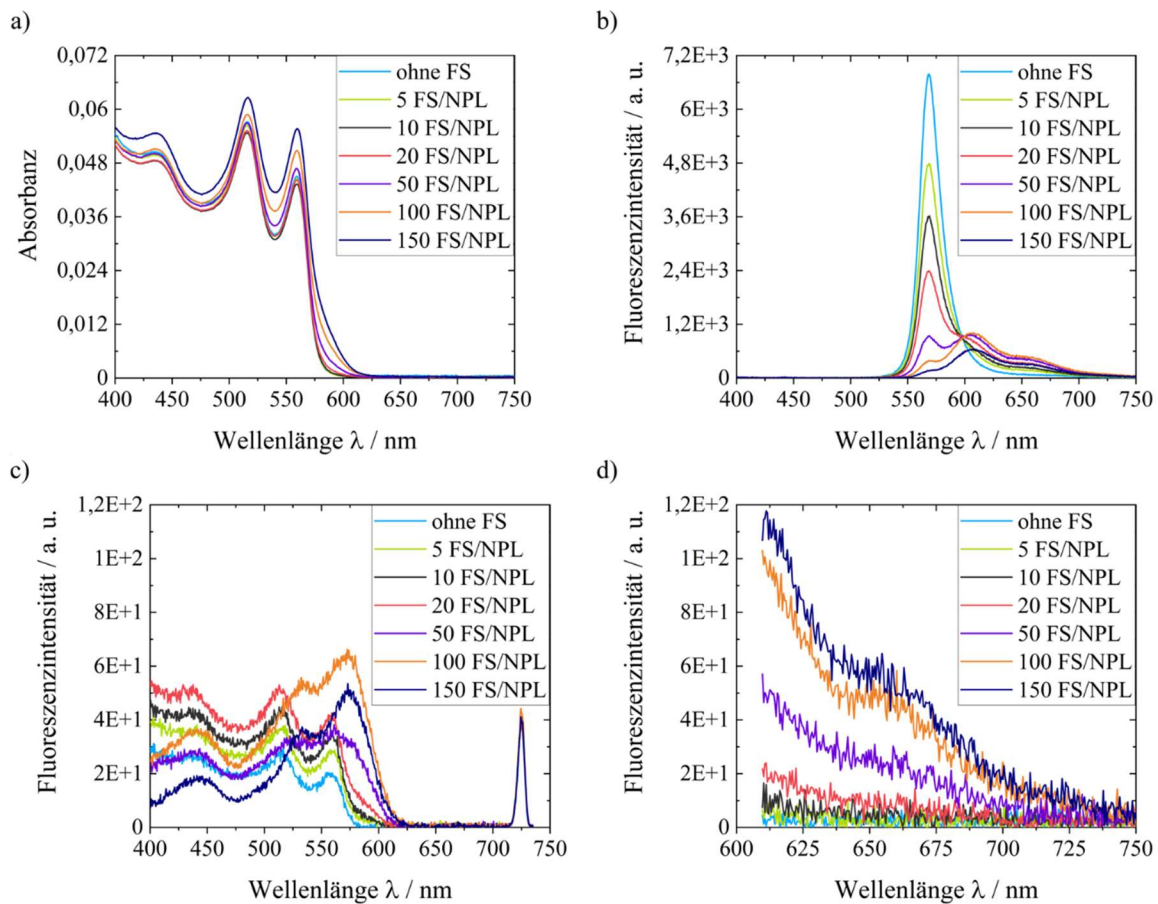 a)
0,072
0,06
0,048
0,036
0,024
0,012
0
Absorbanz
400 450 500 550 600 650 700 750
Wellenlänge λ / nm
ohne FS
5 FS/NPL
10 FS/NPL
20 FS/NPL
50 FS/NPL
100 FS/NPL
150 FS/NPL
b)
7,2E+3
6E+3
4,8E+3
3,6E+3
2,4E+3
1,2E+3
0
Fluoreszenzintensität / a. u.
400 450 500 550 600 650 700 750
Wellenlänge λ / nm
ohne FS
5 FS/NPL
10 FS/NPL
20 FS/NPL
50 FS/NPL
100 FS/NPL
150 FS/NPL
c)
1,2E+2
1E+2
8E+1
6E+1
4E+1
2E+1
0
Fluoreszenzintensität / a. u.
400 450 500 550 600 650 700 750
Wellenlänge λ / nm
ohne FS
5 FS/NPL
10 FS/NPL
20 FS/NPL
50 FS/NPL
100 FS/NPL
150 FS/NPL
d)
1,2E+2
1E+2
8E+1
6E+1
4E+1
2E+1
0
Fluoreszenzintensität / a. u.
600 625 650 675 700 725 750
Wellenlänge λ / nm
ohne FS
5 FS/NPL
10 FS/NPL
20 FS/NPL
50 FS/NPL
100 FS/NPL
150 FS/NPL